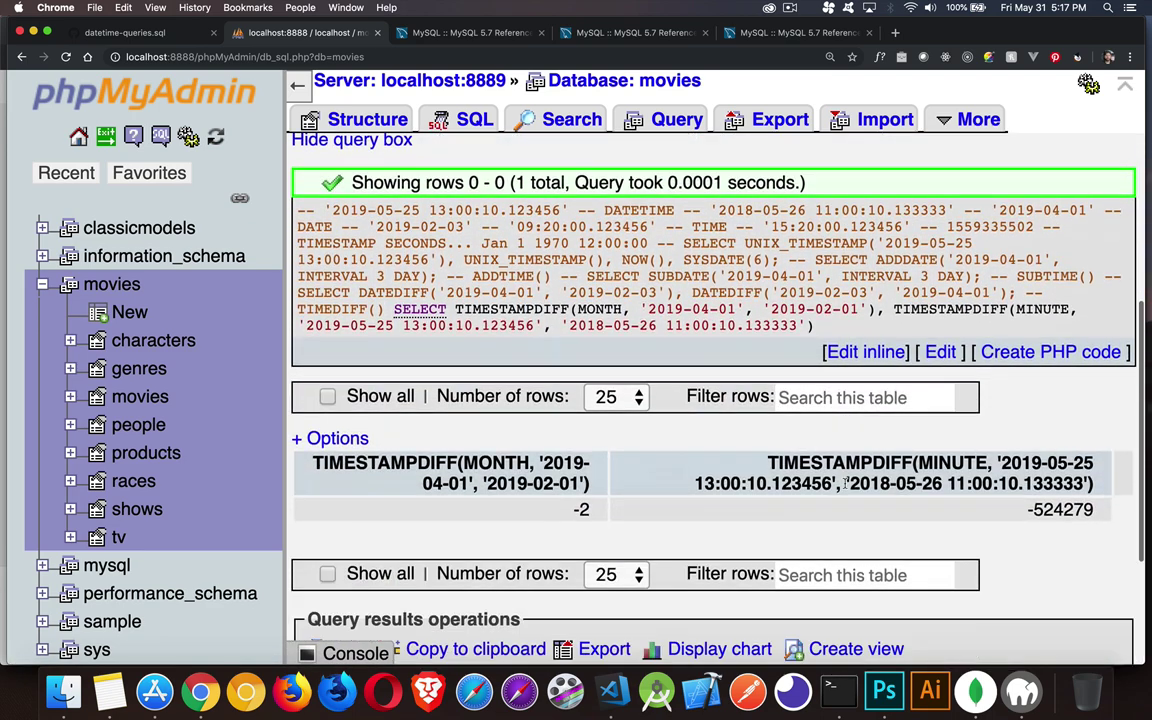 Chrome File Edit View History Bookmarks People Window Help 100% Fri May 31 5:17 PM
datetime-queries.sql × localhost:8888 / localhost / mo × MySQL :: MySQL 5.7 Referenc × MySQL :: MySQL 5.7 Referenc × MySQL :: MySQL 5.7 Referenc × +
localhost:8888/phpMyAdmin/db_sql.php?db=movies
phpMyAdmin
Recent Favorites
classicmodels
information_schema
movies
New
characters
genres
movies
people
products
races
shows
tv
mysql
performance_schema
sample
sys
Server: localhost:8889 » Database: movies
Structure SQL Search Query Export Import More
Hide query box
Showing rows 0 - 0 (1 total, Query took 0.0001 seconds.)
-- '2019-05-25 13:00:10.123456' -- DATETIME -- '2018-05-26 11:00:10.133333' -- '2019-04-01' --
DATE -- '2019-02-03' -- '09:20:00.123456' -- TIME -- '15:20:00.123456' -- 1559335502 --
TIMESTAMP SECONDS... Jan 1 1970 12:00:00 -- SELECT UNIX_TIMESTAMP('2019-05-25
13:00:10.123456'), UNIX_TIMESTAMP(), NOW(), SYSDATE(6); -- SELECT ADDDATE('2019-04-01',
INTERVAL 3 DAY); -- ADDTIME() -- SELECT SUBDATE('2019-04-01', INTERVAL 3 DAY); -- SUBTIME() --
SELECT DATEDIFF('2019-04-01', '2019-02-03'), DATEDIFF('2019-02-03', '2019-04-01'); --
TIMEDIFF() SELECT TIMESTAMPDIFF(MONTH, '2019-04-01', '2019-02-01'), TIMESTAMPDIFF(MINUTE,
'2019-05-25 13:00:10.123456', '2018-05-26 11:00:10.133333')
[Edit inline] [ Edit ] [ Create PHP code ]
Show all | Number of rows: 25 Filter rows: Search this table
+ Options
TIMESTAMPDIFF(MONTH, '2019-
04-01', '2019-02-01')
TIMESTAMPDIFF(MINUTE, '2019-05-25
13:00:10.123456', '2018-05-26 11:00:10.133333')
-2 -524279
Show all | Number of rows: 25 Filter rows: Search this table
Query results operations
Console Copy to clipboard Export Display chart Create view
Ps Ai